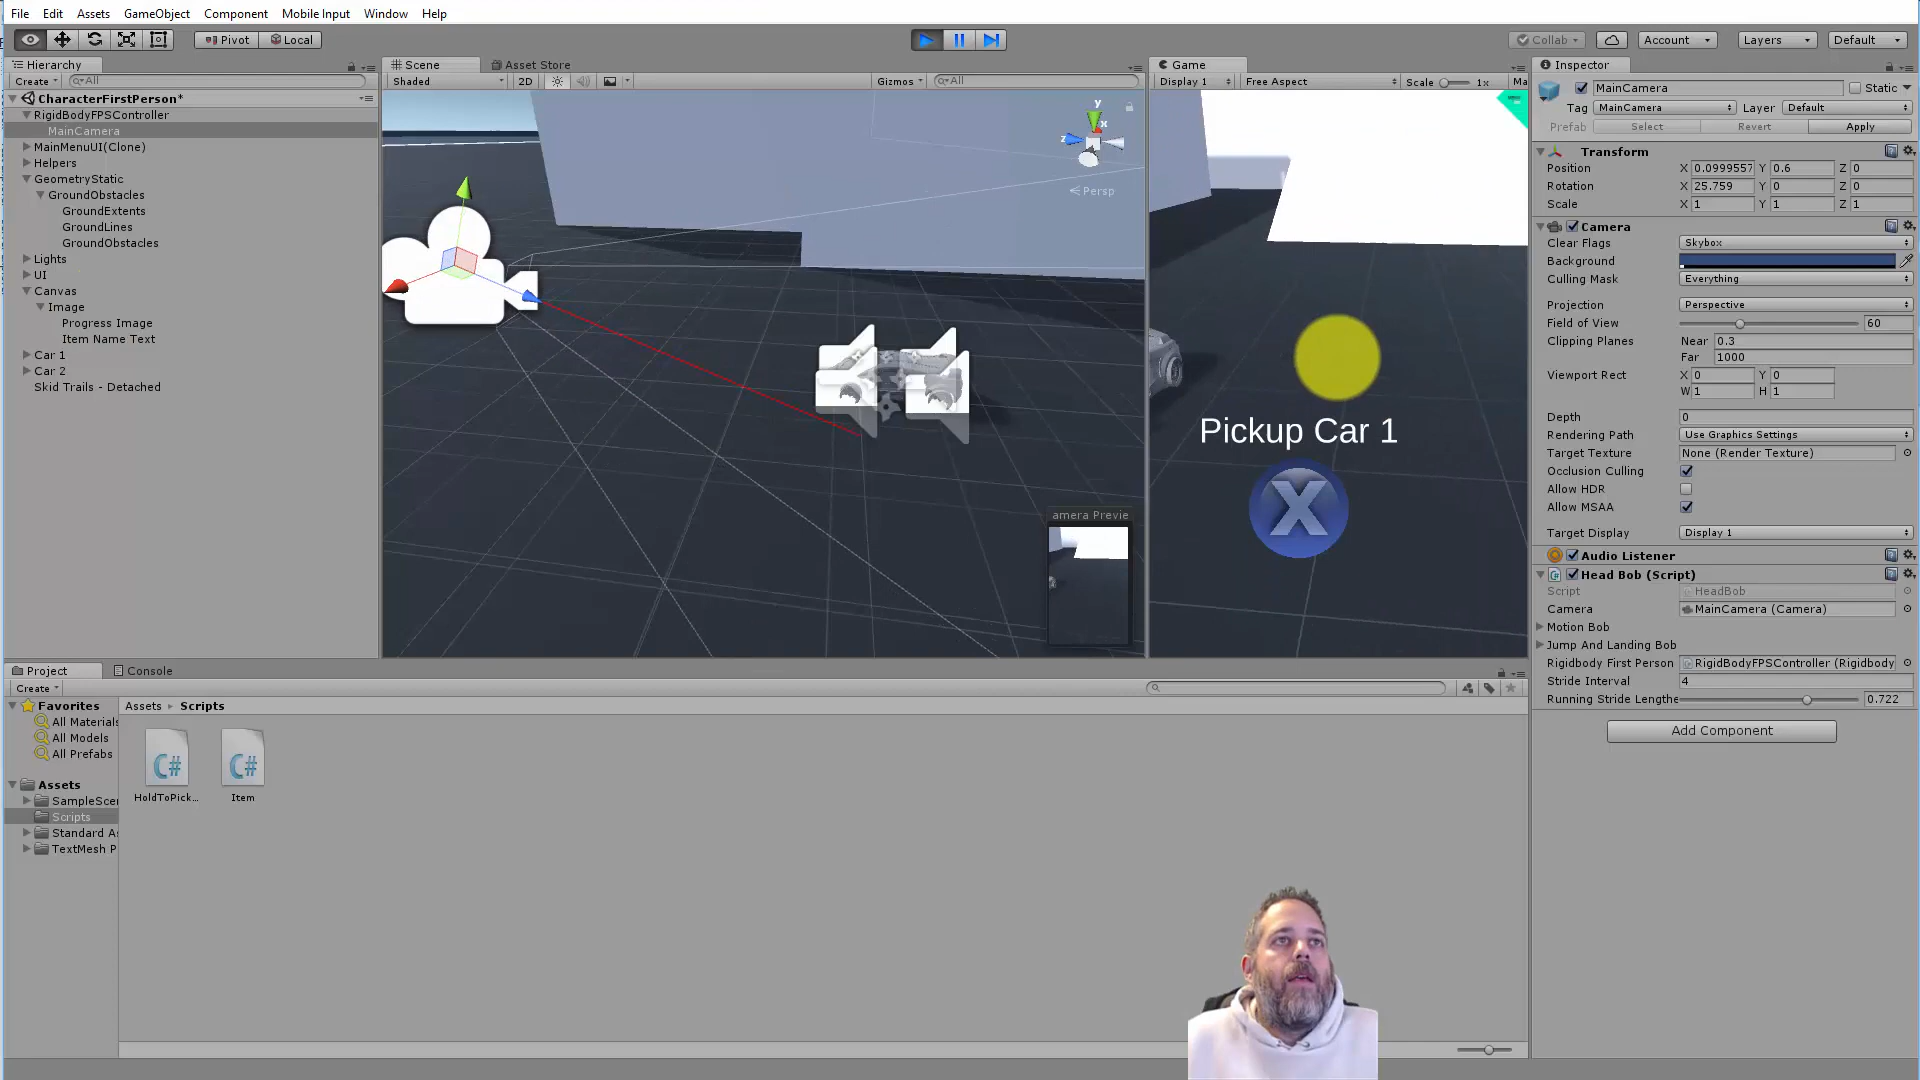 File Edit Assets GameObject Component Mobile Input Window Help
Pivot Local Collab Account Layers Default
Hierarchy
Create All
CharacterFirstPerson*
RigidBodyFPSController
MainCamera
MainMenuUI(Clone)
Helpers
GeometryStatic
GroundObstacles
GroundExtents
GroundLines
GroundObstacles
Lights
UI
Canvas
Image
Progress Image
Item Name Text
Car 1
Car 2
Skid Trails - Detached
Scene Asset Store
Shaded 2D Gizmos All
y
x
z
Persp
amera Previe
Game
Display 1 Free Aspect Scale 1x Ma
Pickup Car 1
X
Inspector
MainCamera Static
Tag MainCamera Layer Default
Prefab Select Revert Apply
Transform
Position X 0.0999557 Y 0.6 Z 0
Rotation X 25.759 Y 0 Z 0
Scale X 1 Y 1 Z 1
Camera
Clear Flags Skybox
Background
Culling Mask Everything
Projection Perspective
Field of View 60
Clipping Planes Near 0.3
Far 1000
Viewport Rect X 0 Y 0
W 1 H 1
Depth 0
Rendering Path Use Graphics Settings
Target Texture None (Render Texture)
Occlusion Culling
Allow HDR
Allow MSAA
Target Display Display 1
Audio Listener
Head Bob (Script)
Script HeadBob
Camera MainCamera (Camera)
Motion Bob
Jump And Landing Bob
Rigidbody First Person RigidBodyFPSController (Rigidbody
Stride Interval 4
Running Stride Lengthe 0.722
Add Component
Project Console
Create
Favorites
All Materials
All Models
All Prefabs
Assets
SampleScen
Scripts
Standard As
TextMesh P
Assets Scripts
C# C#
HoldToPick... Item